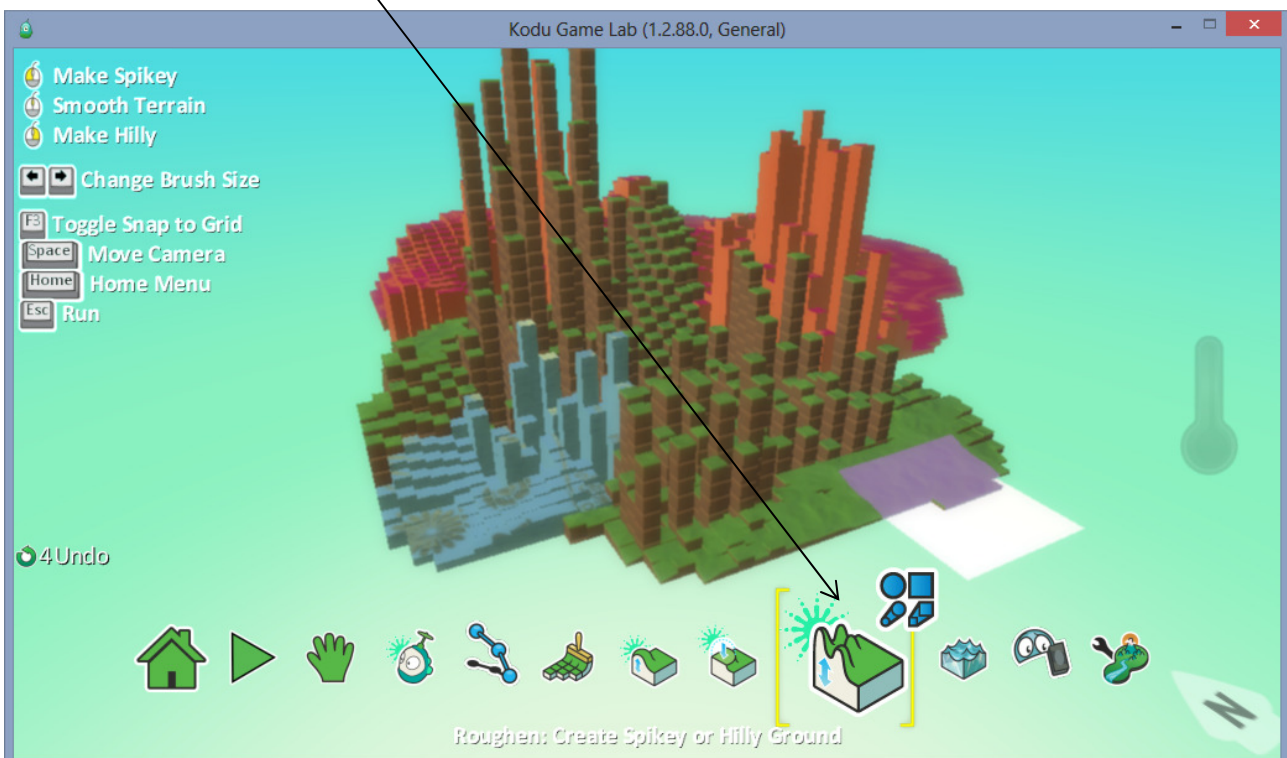 Kodu Game Lab (1.2.88.0, General)
Make Spikey
Smooth Terrain
Make Hilly
Change Brush Size
F3 Toggle Snap to Grid
Space Move Camera
Home Home Menu
Esc Run
4 Undo
N
Roughen: Create Spikey or Hilly Ground